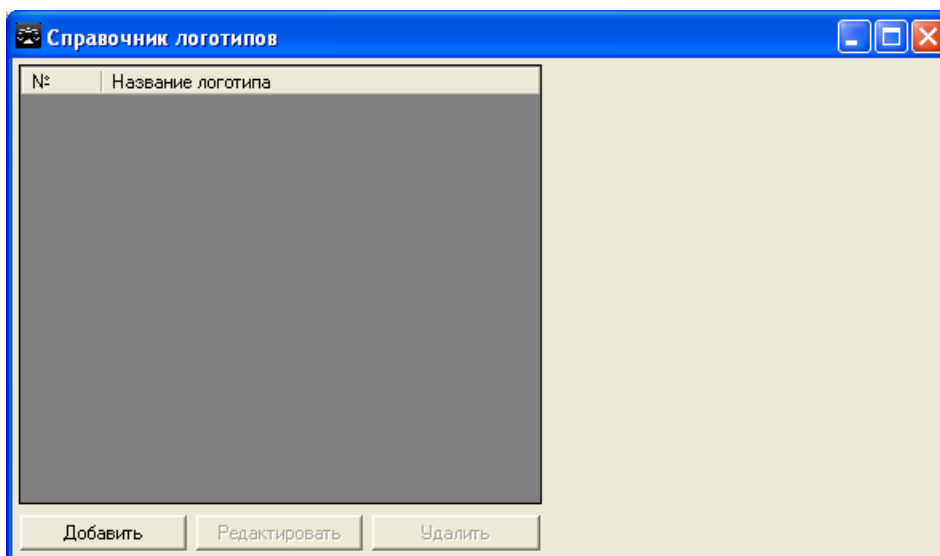 Справочник логотипов
№ Название логотипа
Добавить Редактировать Удалить